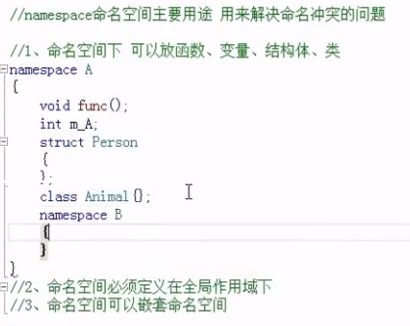 //namespace命名空间主要用途 用来解决命名冲突的问题
//1、命名空间下 可以放函数、变量、结构体、类
namespace A
{
void func();
int m_A;
struct Person
{
};
class Animal{};
namespace B
{
}
}
//2、命名空间必须定义在全局作用域下
//3、命名空间可以嵌套命名空间